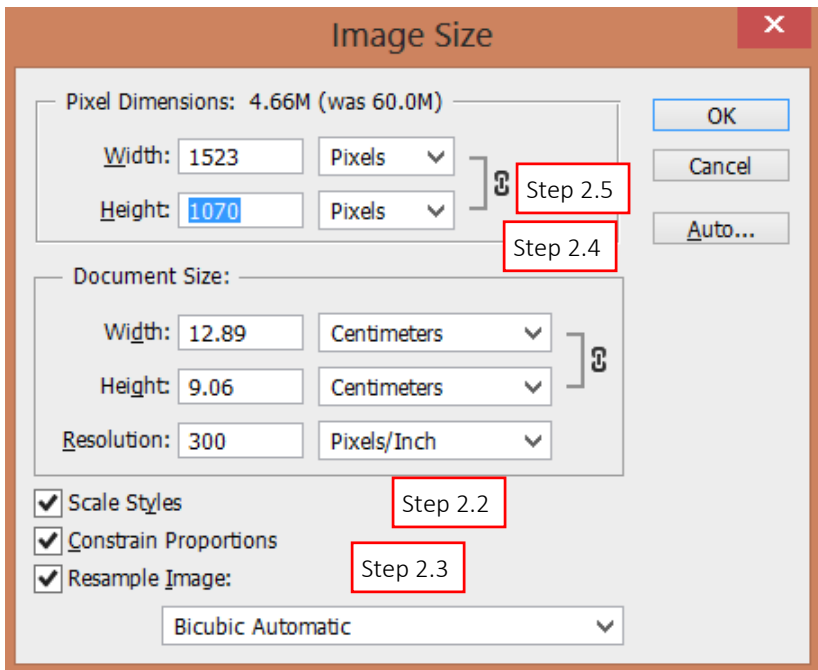 Image Size
Pixel Dimensions: 4.66M (was 60.0M)
OK
Width: 1523 Pixels
Cancel
Step 2.5
Height: 1070 Pixels
Auto...
Step 2.4
Document Size:
Width: 12.89 Centimeters
Height: 9.06 Centimeters
Resolution: 300 Pixels/Inch
Scale Styles
Step 2.2
Constrain Proportions
Step 2.3
Resample Image:
Bicubic Automatic